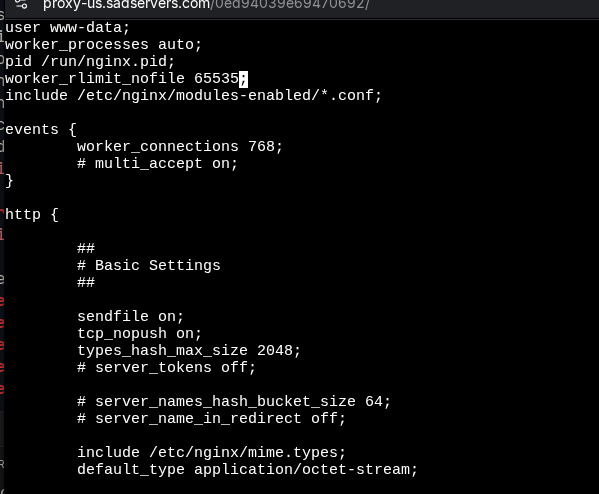 proxy-us.sadservers.com/0ed94039e69470692/
user www-data;
worker_processes auto;
pid /run/nginx.pid;
worker_rlimit_nofile 65535;
include /etc/nginx/modules-enabled/*.conf;
events {
worker_connections 768;
# multi_accept on;
}
http {
##
# Basic Settings
##
sendfile on;
tcp_nopush on;
types_hash_max_size 2048;
# server_tokens off;
# server_names_hash_bucket_size 64;
# server_name_in_redirect off;
include /etc/nginx/mime.types;
default_type application/octet-stream;